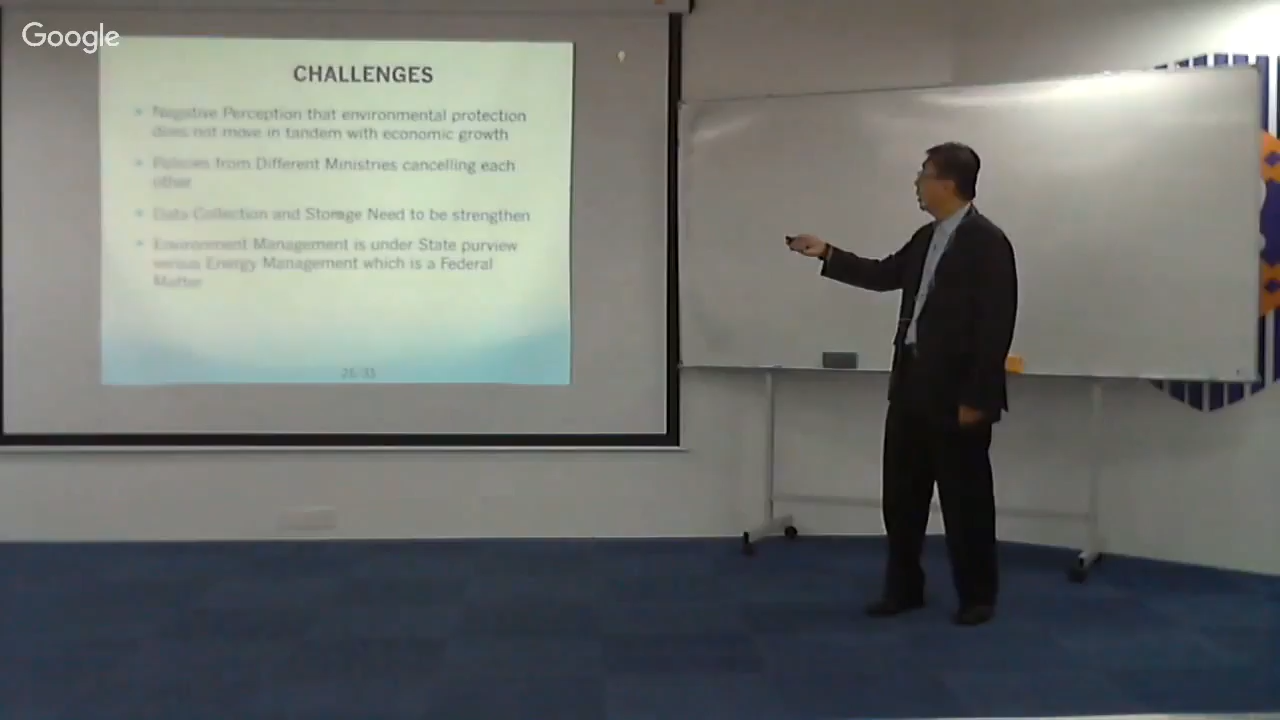 Google
CHALLENGES
Negative Perception that environmental protection
does not move in tandem with economic growth
Policies from Different Ministries cancelling each
other
Data Collection and Storage Need to be strengthen
Environment Management is under State purview
versus Energy Management which is a Federal
Matter